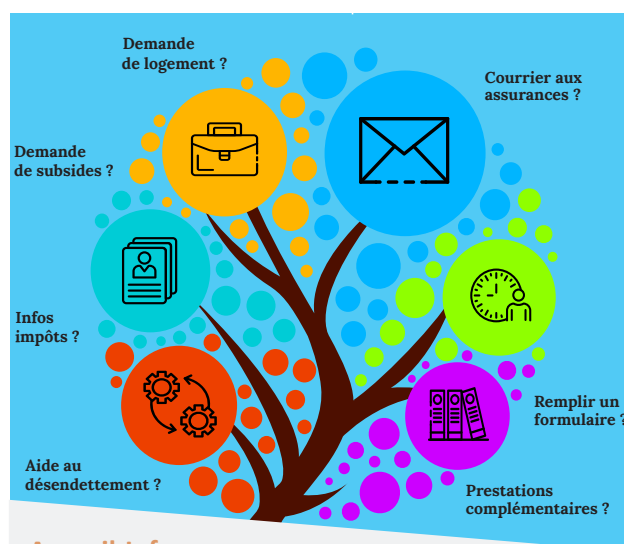 Demande
de logement ?
Courrier aux
assurances ?
Demande
de subsides ?
Infos
impôts ?
Remplir un
formulaire ?
Aide au
désendettement ?
Prestations
complémentaires ?